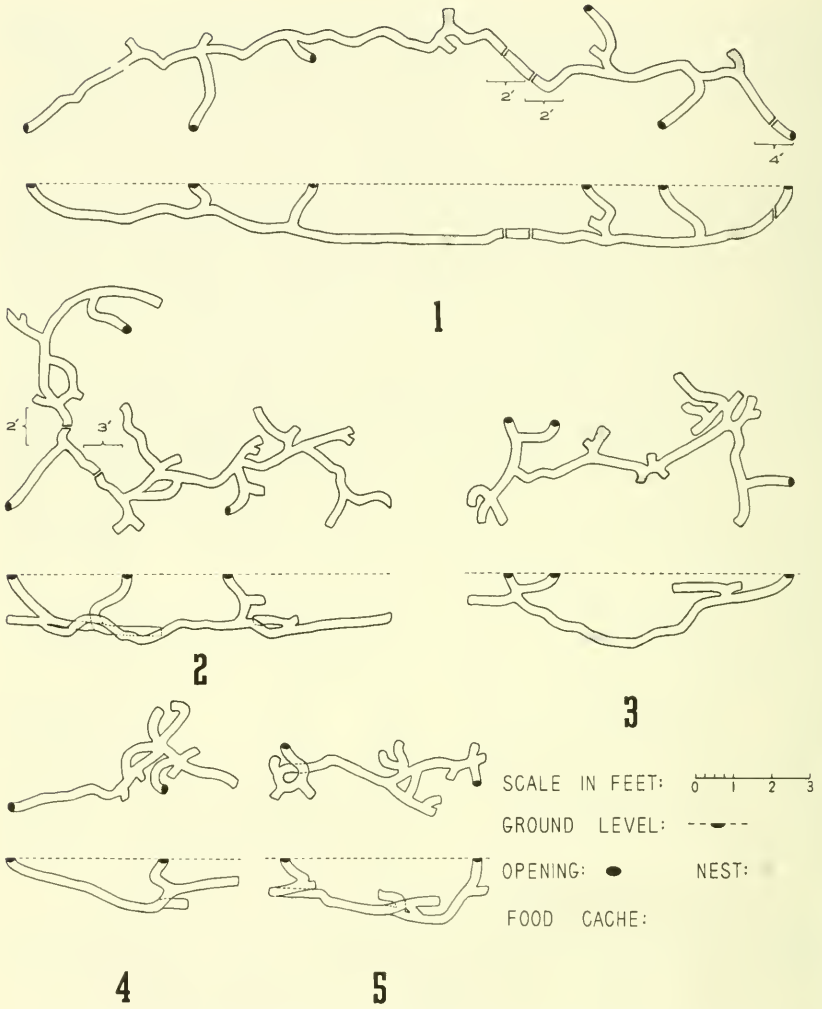 2'
2'
4'
1
2'
3'
2
3
SCALE IN FEET: 0 1 2 3
GROUND LEVEL:
OPENING: NEST:
FOOD CACHE:
4
5